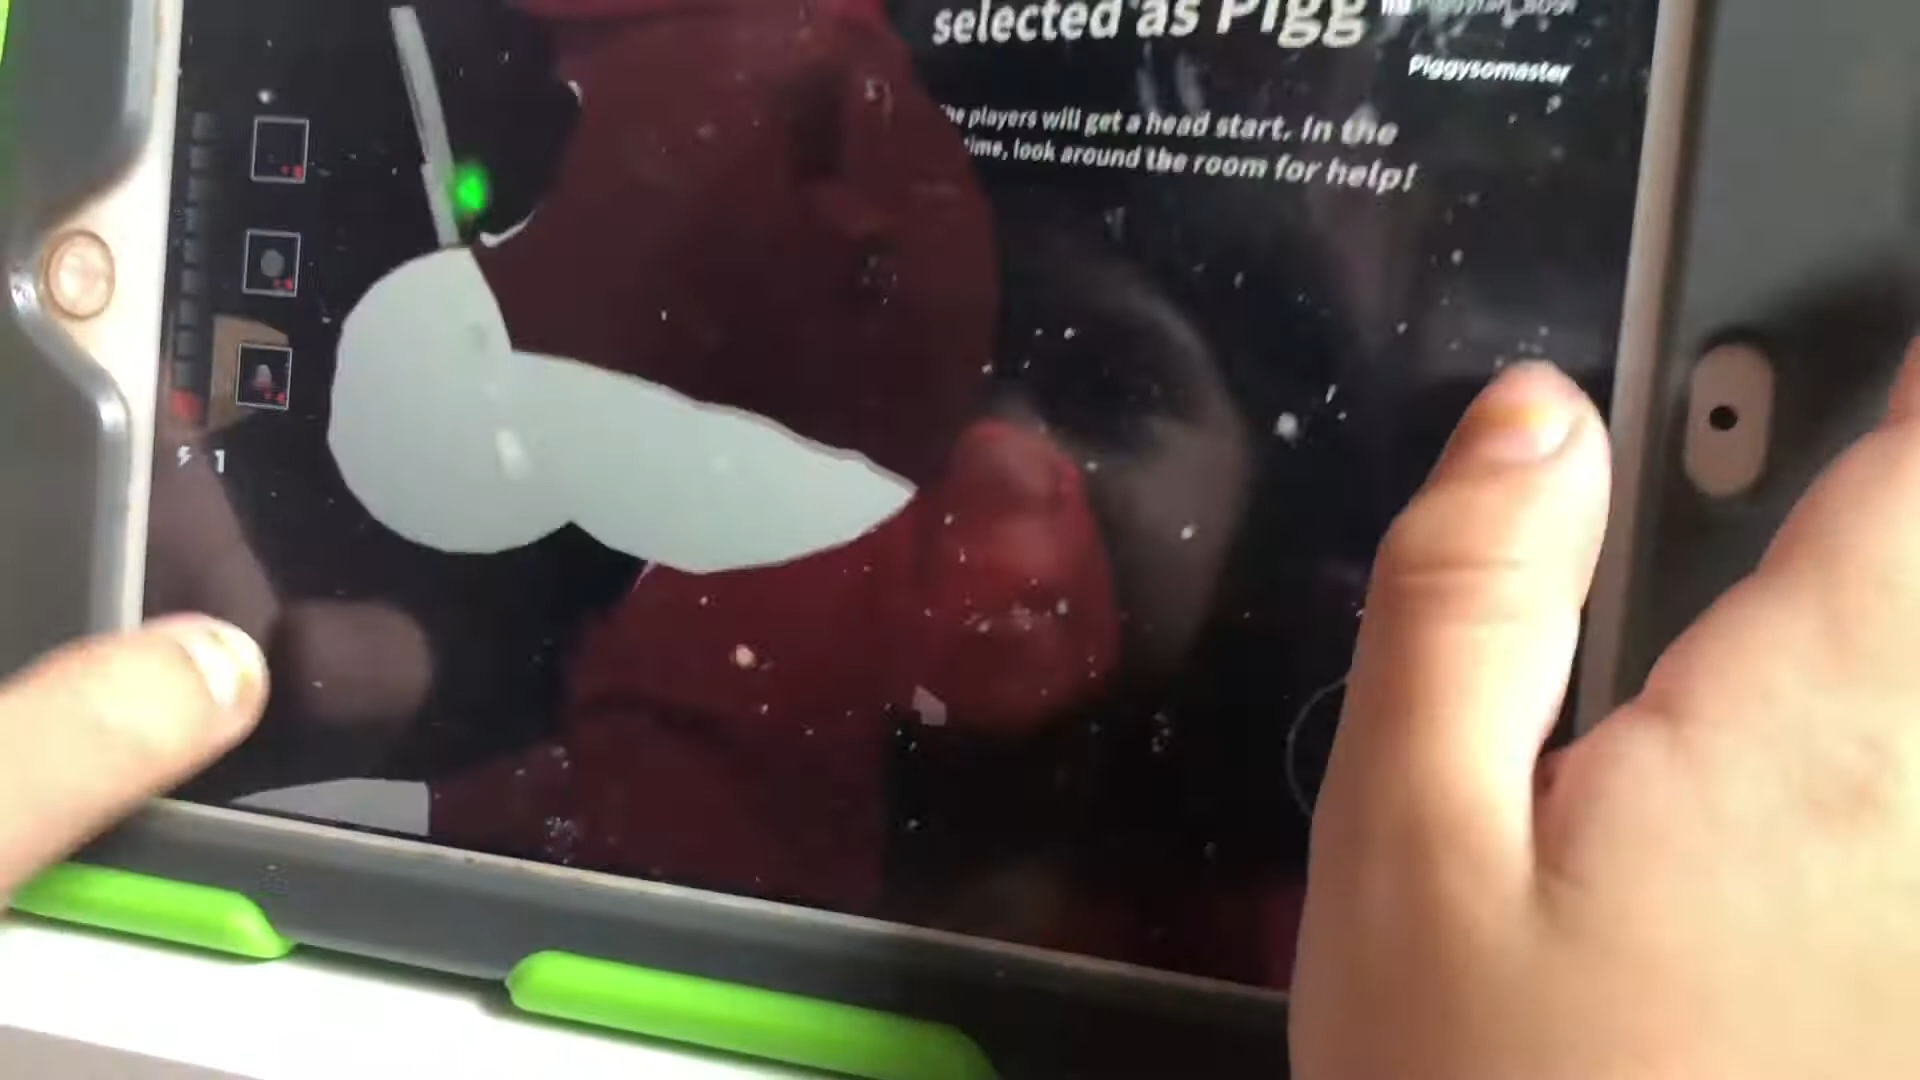 selected as Pigg
Piggysomaster
he players will get a head start. In the
time, look around the room for help!
1